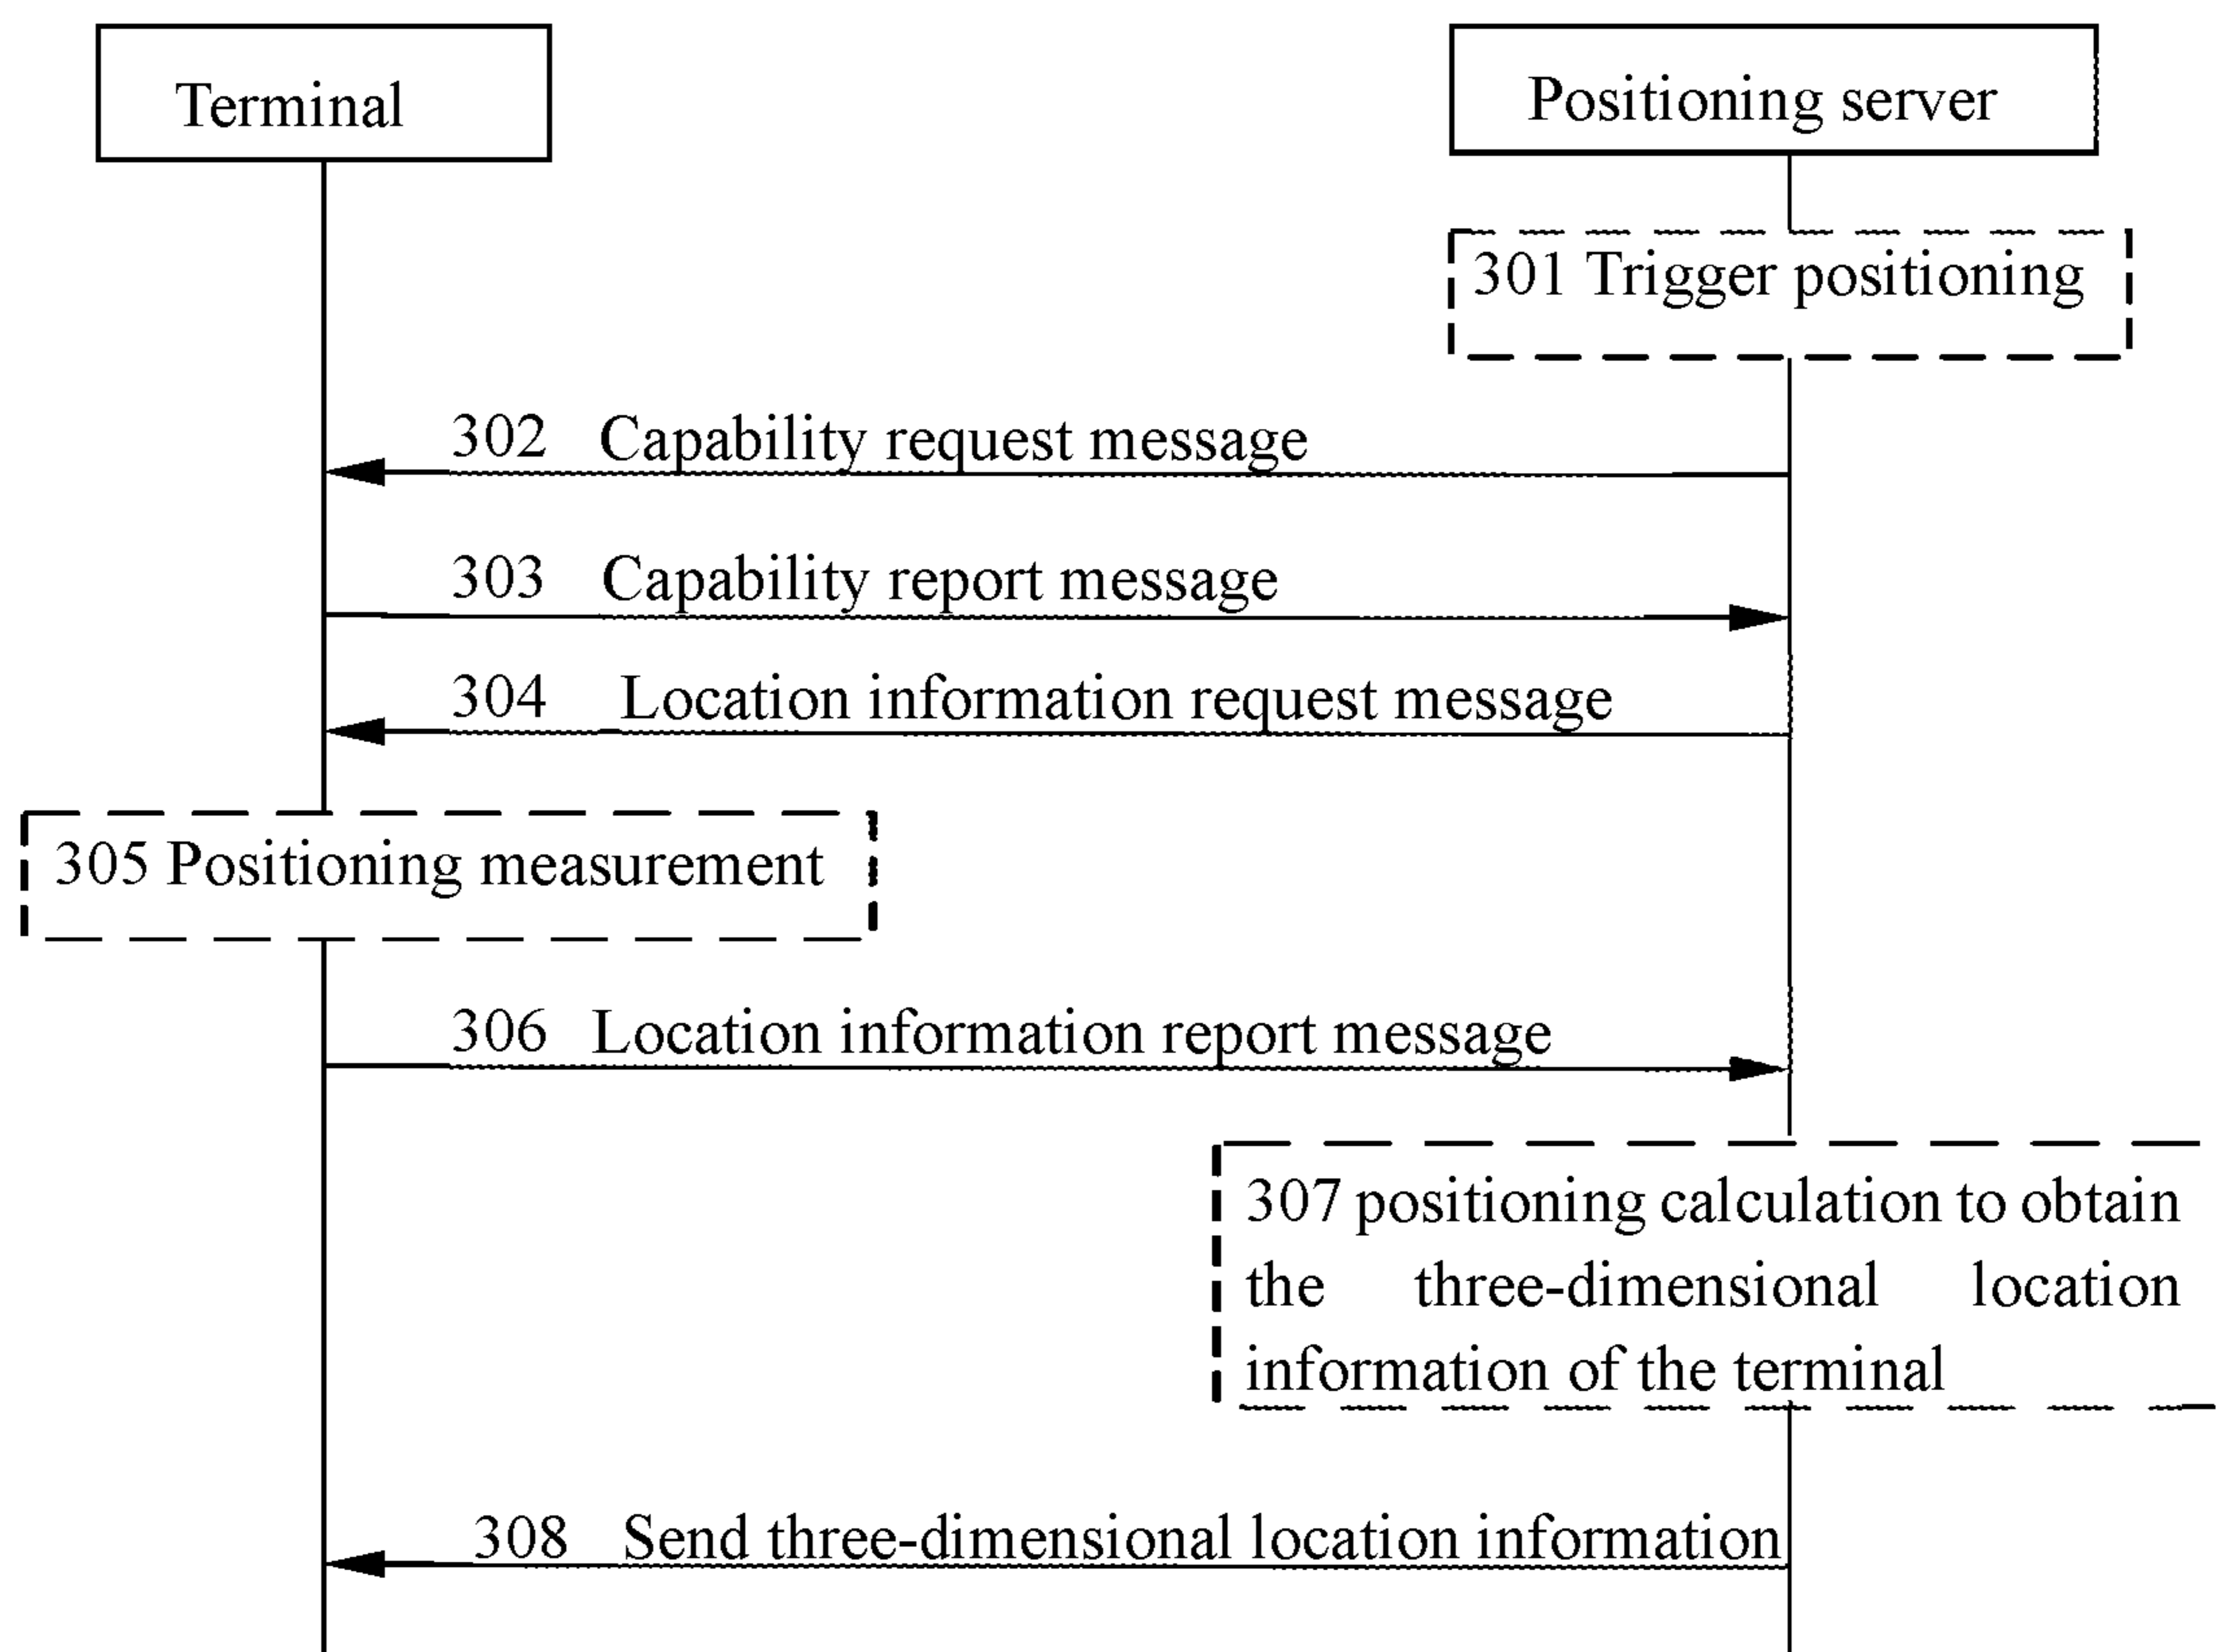 Terminal
Positioning server
301 Trigger positioning
302 Capability request message
303 Capability report message
304 Location information request message
305 Positioning measurement
306 Location information report message
307 positioning calculation to obtain
the three-dimensional location
information of the terminal
308 Send three-dimensional location information